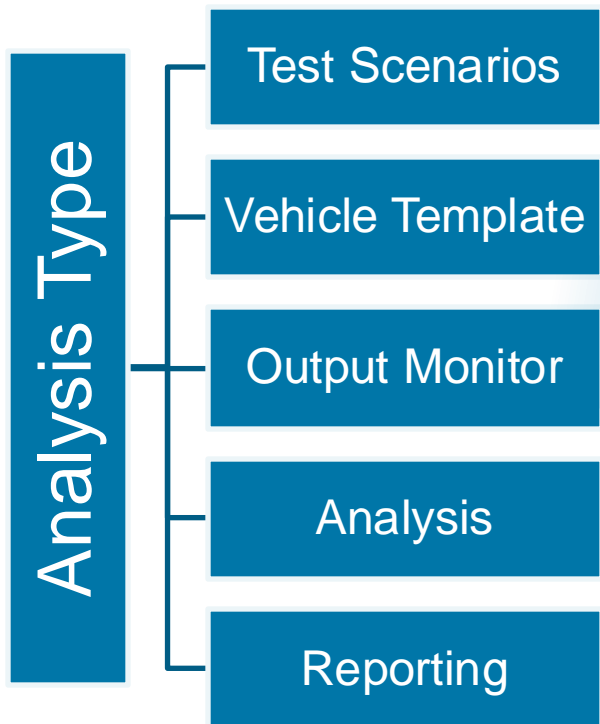 Analysis Type
Test Scenarios
Vehicle Template
Output Monitor
Analysis
Reporting